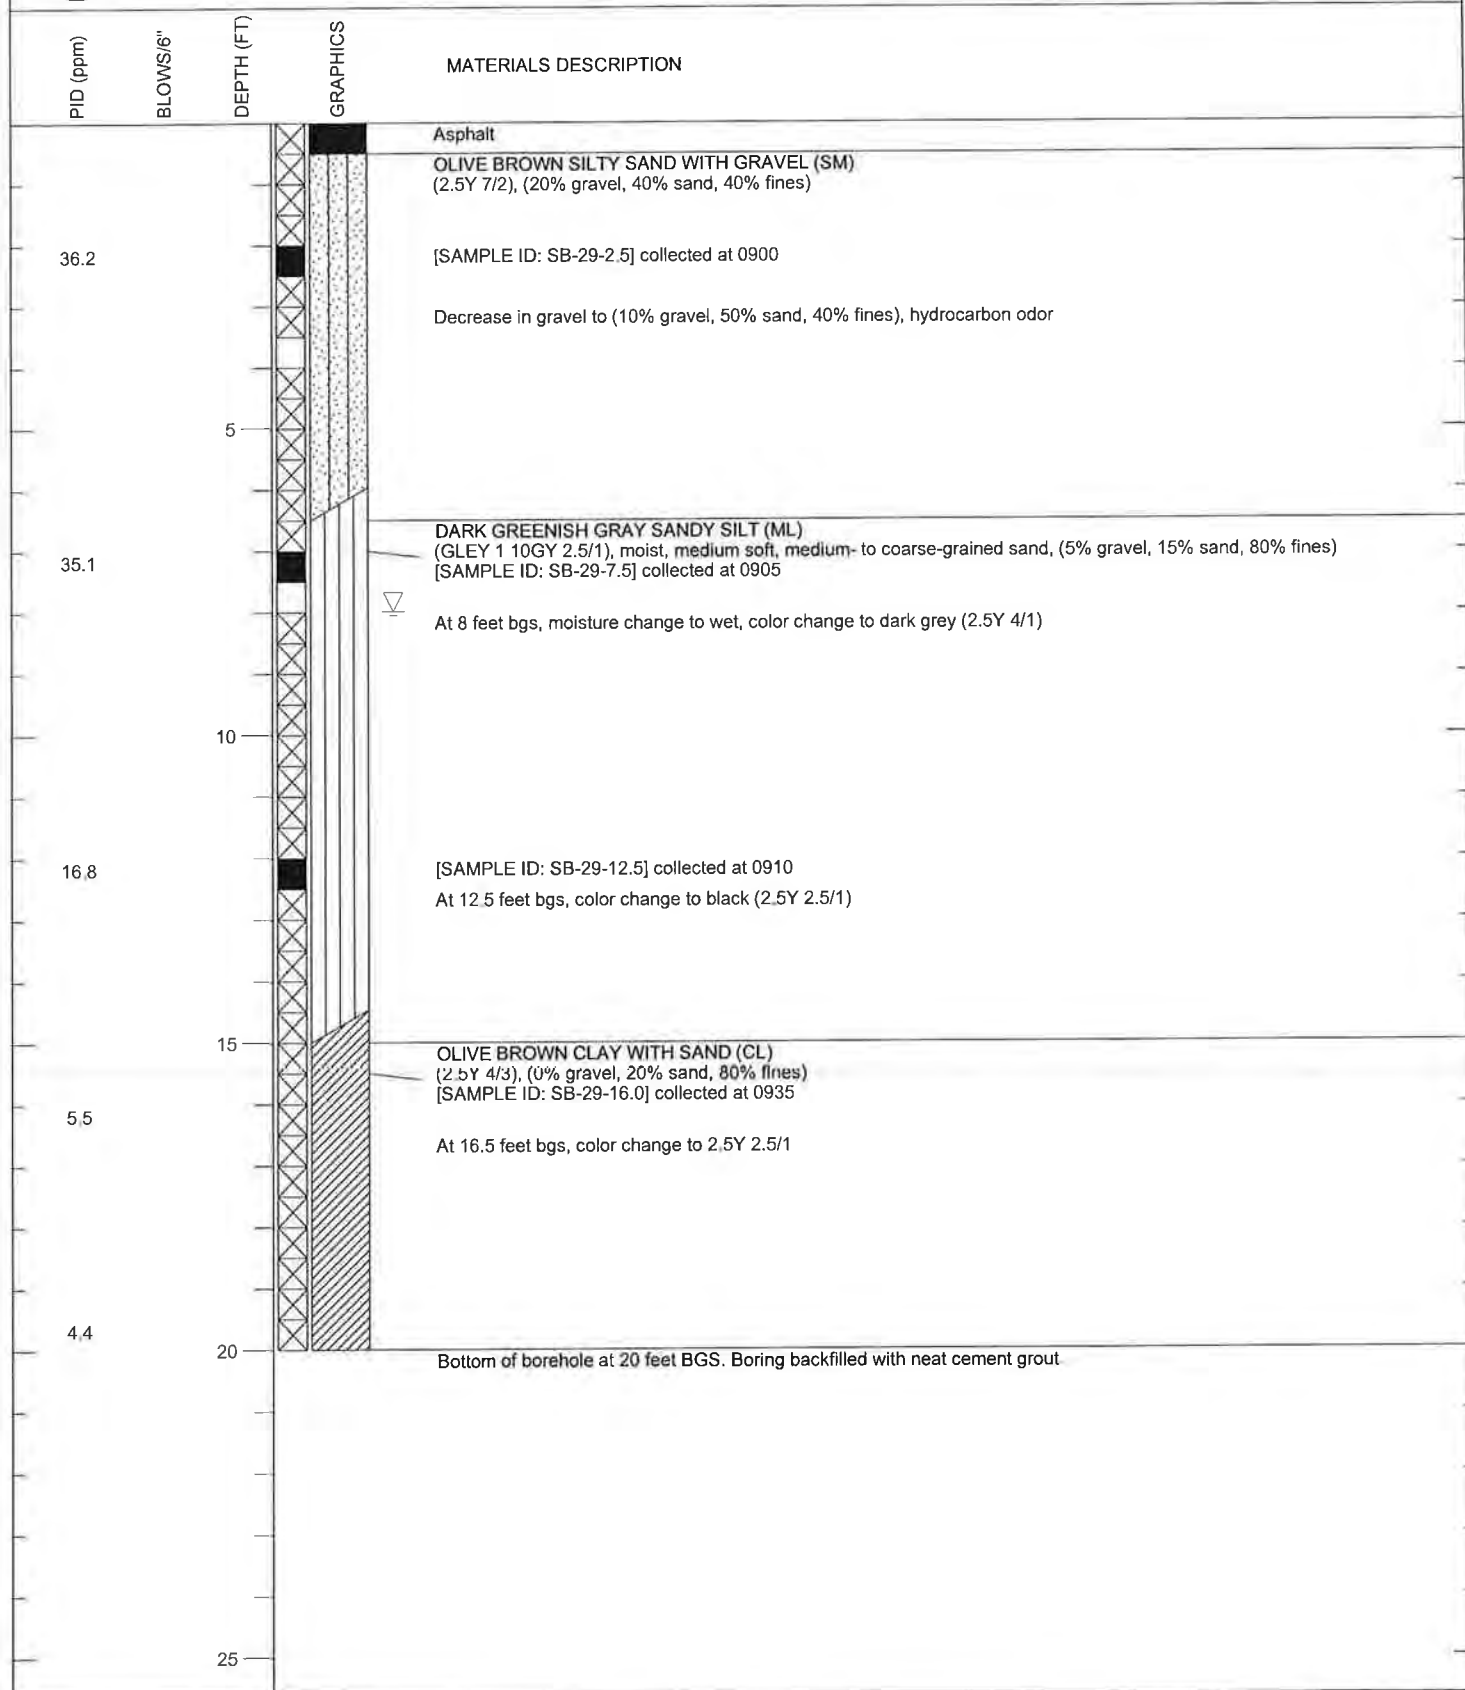 PID (ppm)
BLOWS/6"
DEPTH (FT)
GRAPHICS
MATERIALS DESCRIPTION
Asphalt
OLIVE BROWN SILTY SAND WITH GRAVEL (SM)
(2.5Y 7/2), (20% gravel, 40% sand, 40% fines)
36.2
[SAMPLE ID: SB-29-2.5] collected at 0900
Decrease in gravel to (10% gravel, 50% sand, 40% fines), hydrocarbon odor
5
DARK GREENISH GRAY SANDY SILT (ML)
(GLEY 1 10GY 2.5/1), moist, medium soft, medium- to coarse-grained sand, (5% gravel, 15% sand, 80% fines)
35.1
[SAMPLE ID: SB-29-7.5] collected at 0905
At 8 feet bgs, moisture change to wet, color change to dark grey (2.5Y 4/1)
10
16.8
[SAMPLE ID: SB-29-12.5] collected at 0910
At 12.5 feet bgs, color change to black (2.5Y 2.5/1)
15
OLIVE BROWN CLAY WITH SAND (CL)
(2.5Y 4/3), (0% gravel, 20% sand, 80% fines)
[SAMPLE ID: SB-29-16.0] collected at 0935
5.5
At 16.5 feet bgs, color change to 2.5Y 2.5/1
4.4
20
Bottom of borehole at 20 feet BGS. Boring backfilled with neat cement grout
25